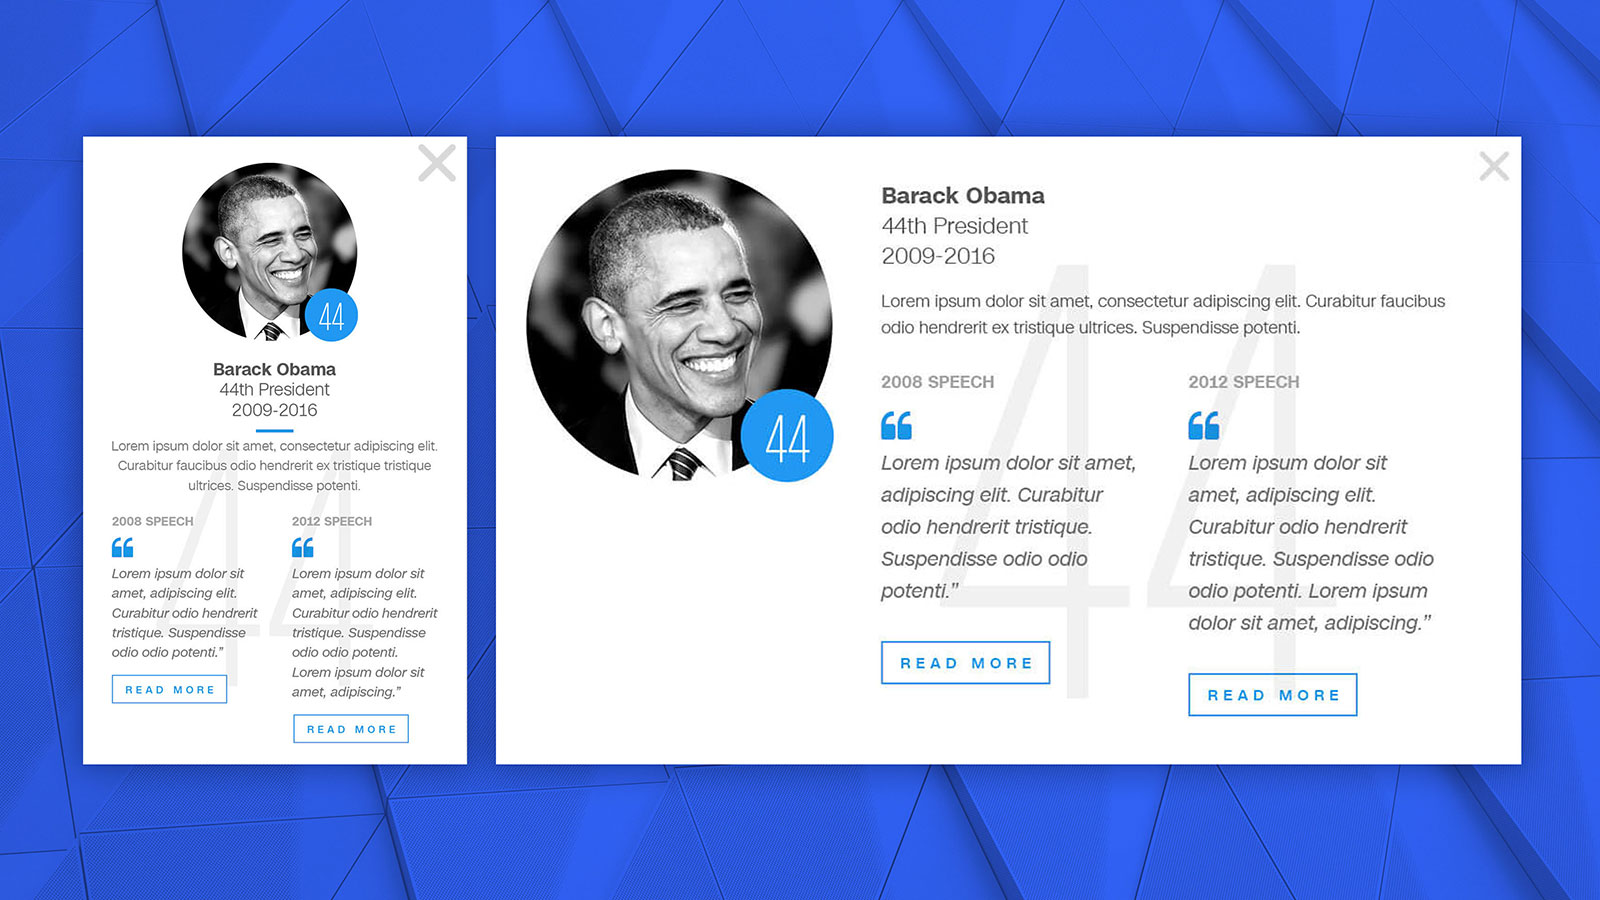 44
Barack Obama
44th President
2009-2016
Lorem ipsum dolor sit amet, consectetur adipiscing elit.
Curabitur faucibus odio hendrerit ex tristique tristique
ultrices. Suspendisse potenti.
44
2008 SPEECH
“
Lorem ipsum dolor sit
amet, adipiscing elit.
Curabitur odio hendrerit
tristique. Suspendisse
odio odio potenti.”
READ MORE
2012 SPEECH
“
Lorem ipsum dolor sit
amet, adipiscing elit.
Curabitur odio hendrerit
tristique. Suspendisse
odio odio potenti.
Lorem ipsum dolor sit
amet, adipiscing.”
READ MORE
44
Barack Obama
44th President
2009-2016
Lorem ipsum dolor sit amet, consectetur adipiscing elit. Curabitur faucibus
odio hendrerit ex tristique ultrices. Suspendisse potenti.
44
2008 SPEECH
“
Lorem ipsum dolor sit amet,
adipiscing elit. Curabitur
odio hendrerit tristique.
Suspendisse odio odio
potenti.”
READ MORE
2012 SPEECH
“
Lorem ipsum dolor sit
amet, adipiscing elit.
Curabitur odio hendrerit
tristique. Suspendisse odio
odio potenti. Lorem ipsum
dolor sit amet, adipiscing.”
READ MORE